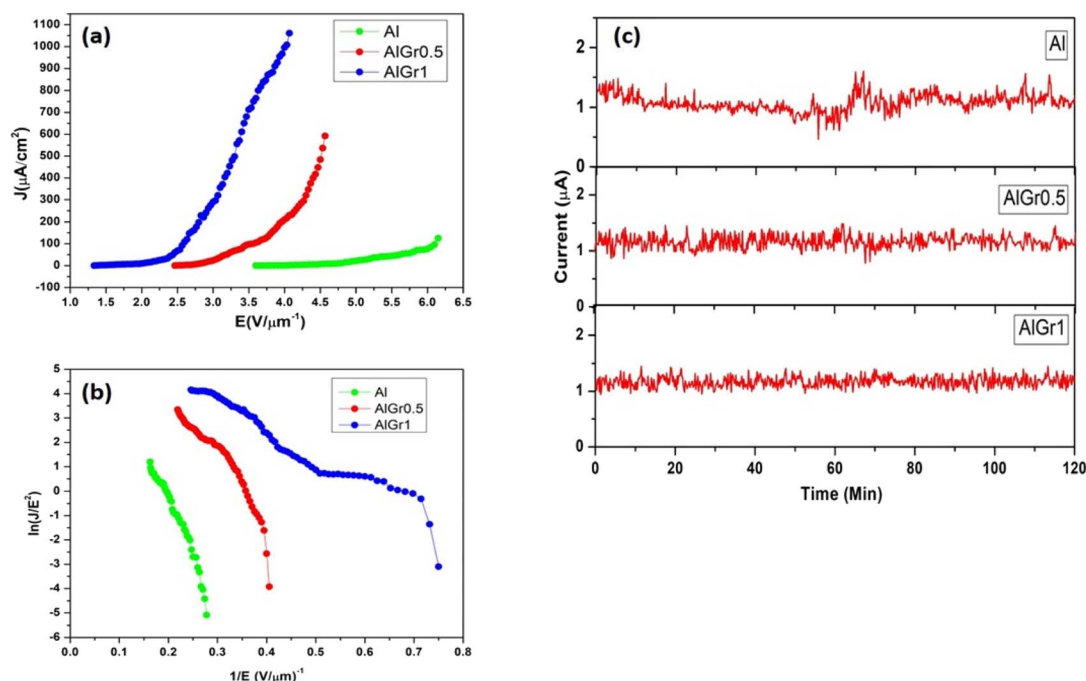 (a)
Al
AlGr0.5
AlGr1
1100
1000
900
800
700
600
500
400
300
200
100
0
-100
J(μA/cm²)
1.0 1.5 2.0 2.5 3.0 3.5 4.0 4.5 5.0 5.5 6.0 6.5
E(V/μm⁻¹)
(b)
Al
AlGr0.5
AlGr1
5
4
3
2
1
0
-1
-2
-3
-4
-5
-6
ln(J/E²)
0.0 0.1 0.2 0.3 0.4 0.5 0.6 0.7 0.8
1/E (V/μm)⁻¹
(c)
Al
2
1
0
AlGr0.5
2
1
0
AlGr1
2
1
0
Current (μA)
0 20 40 60 80 100 120
Time (Min)